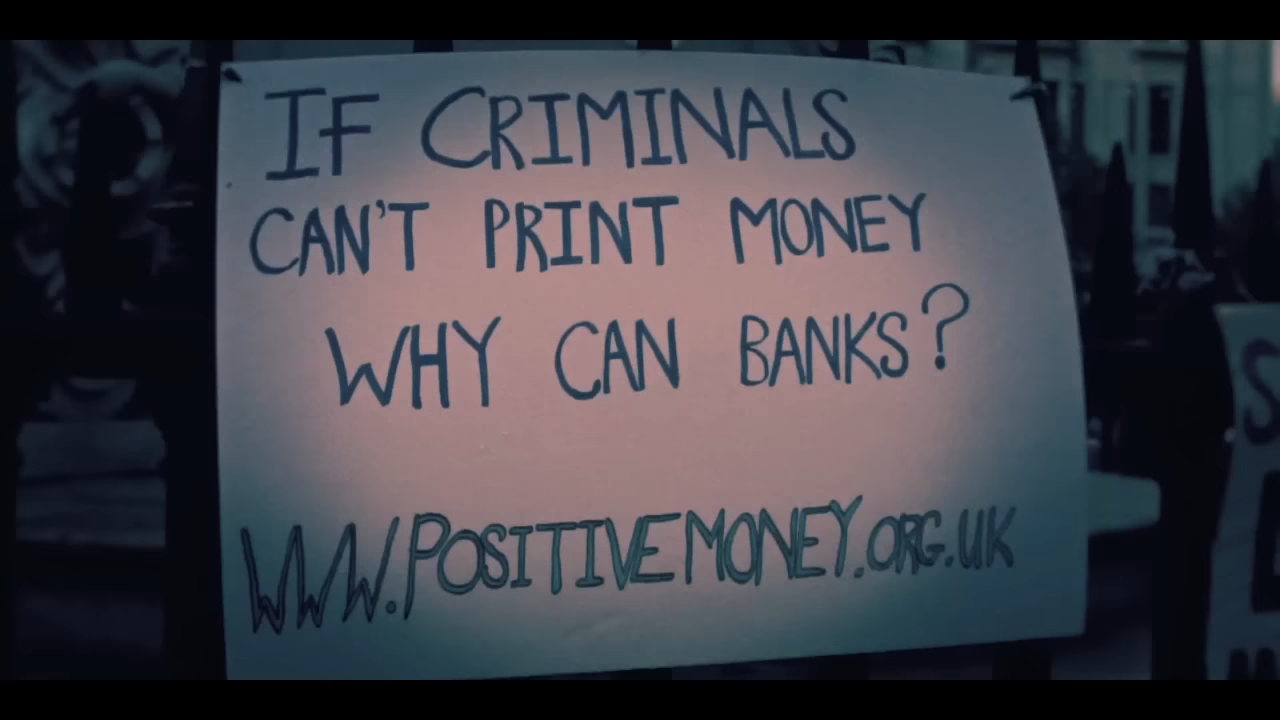 IF CRIMINALS
CAN'T PRINT MONEY
WHY CAN BANKS?
WWW.POSITIVEMONEY.ORG.UK